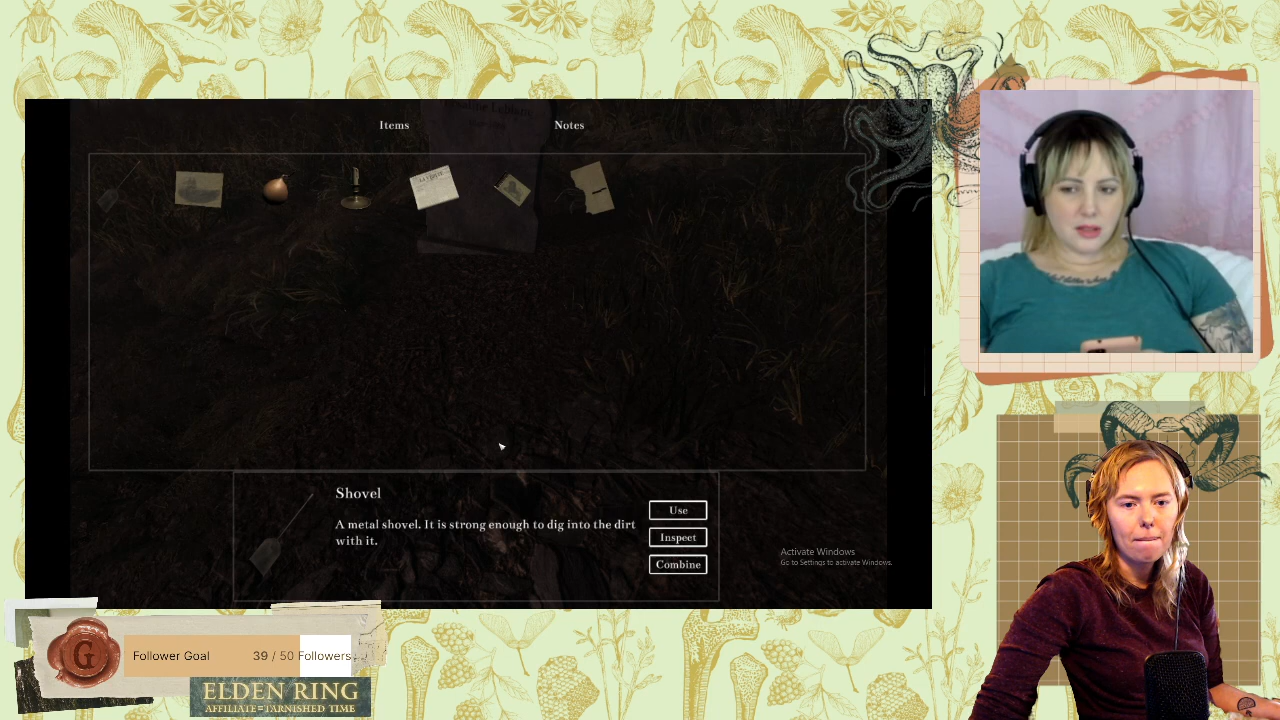 Items
Notes
Shovel
A metal shovel. It is strong enough to dig into the dirt
with it.
Use
Inspect
Combine
Activate Windows
Go to Settings to activate Windows.
G
Follower Goal
39 / 50 Followers
ELDEN RING
AFFILIATE=TARNISHED TIME